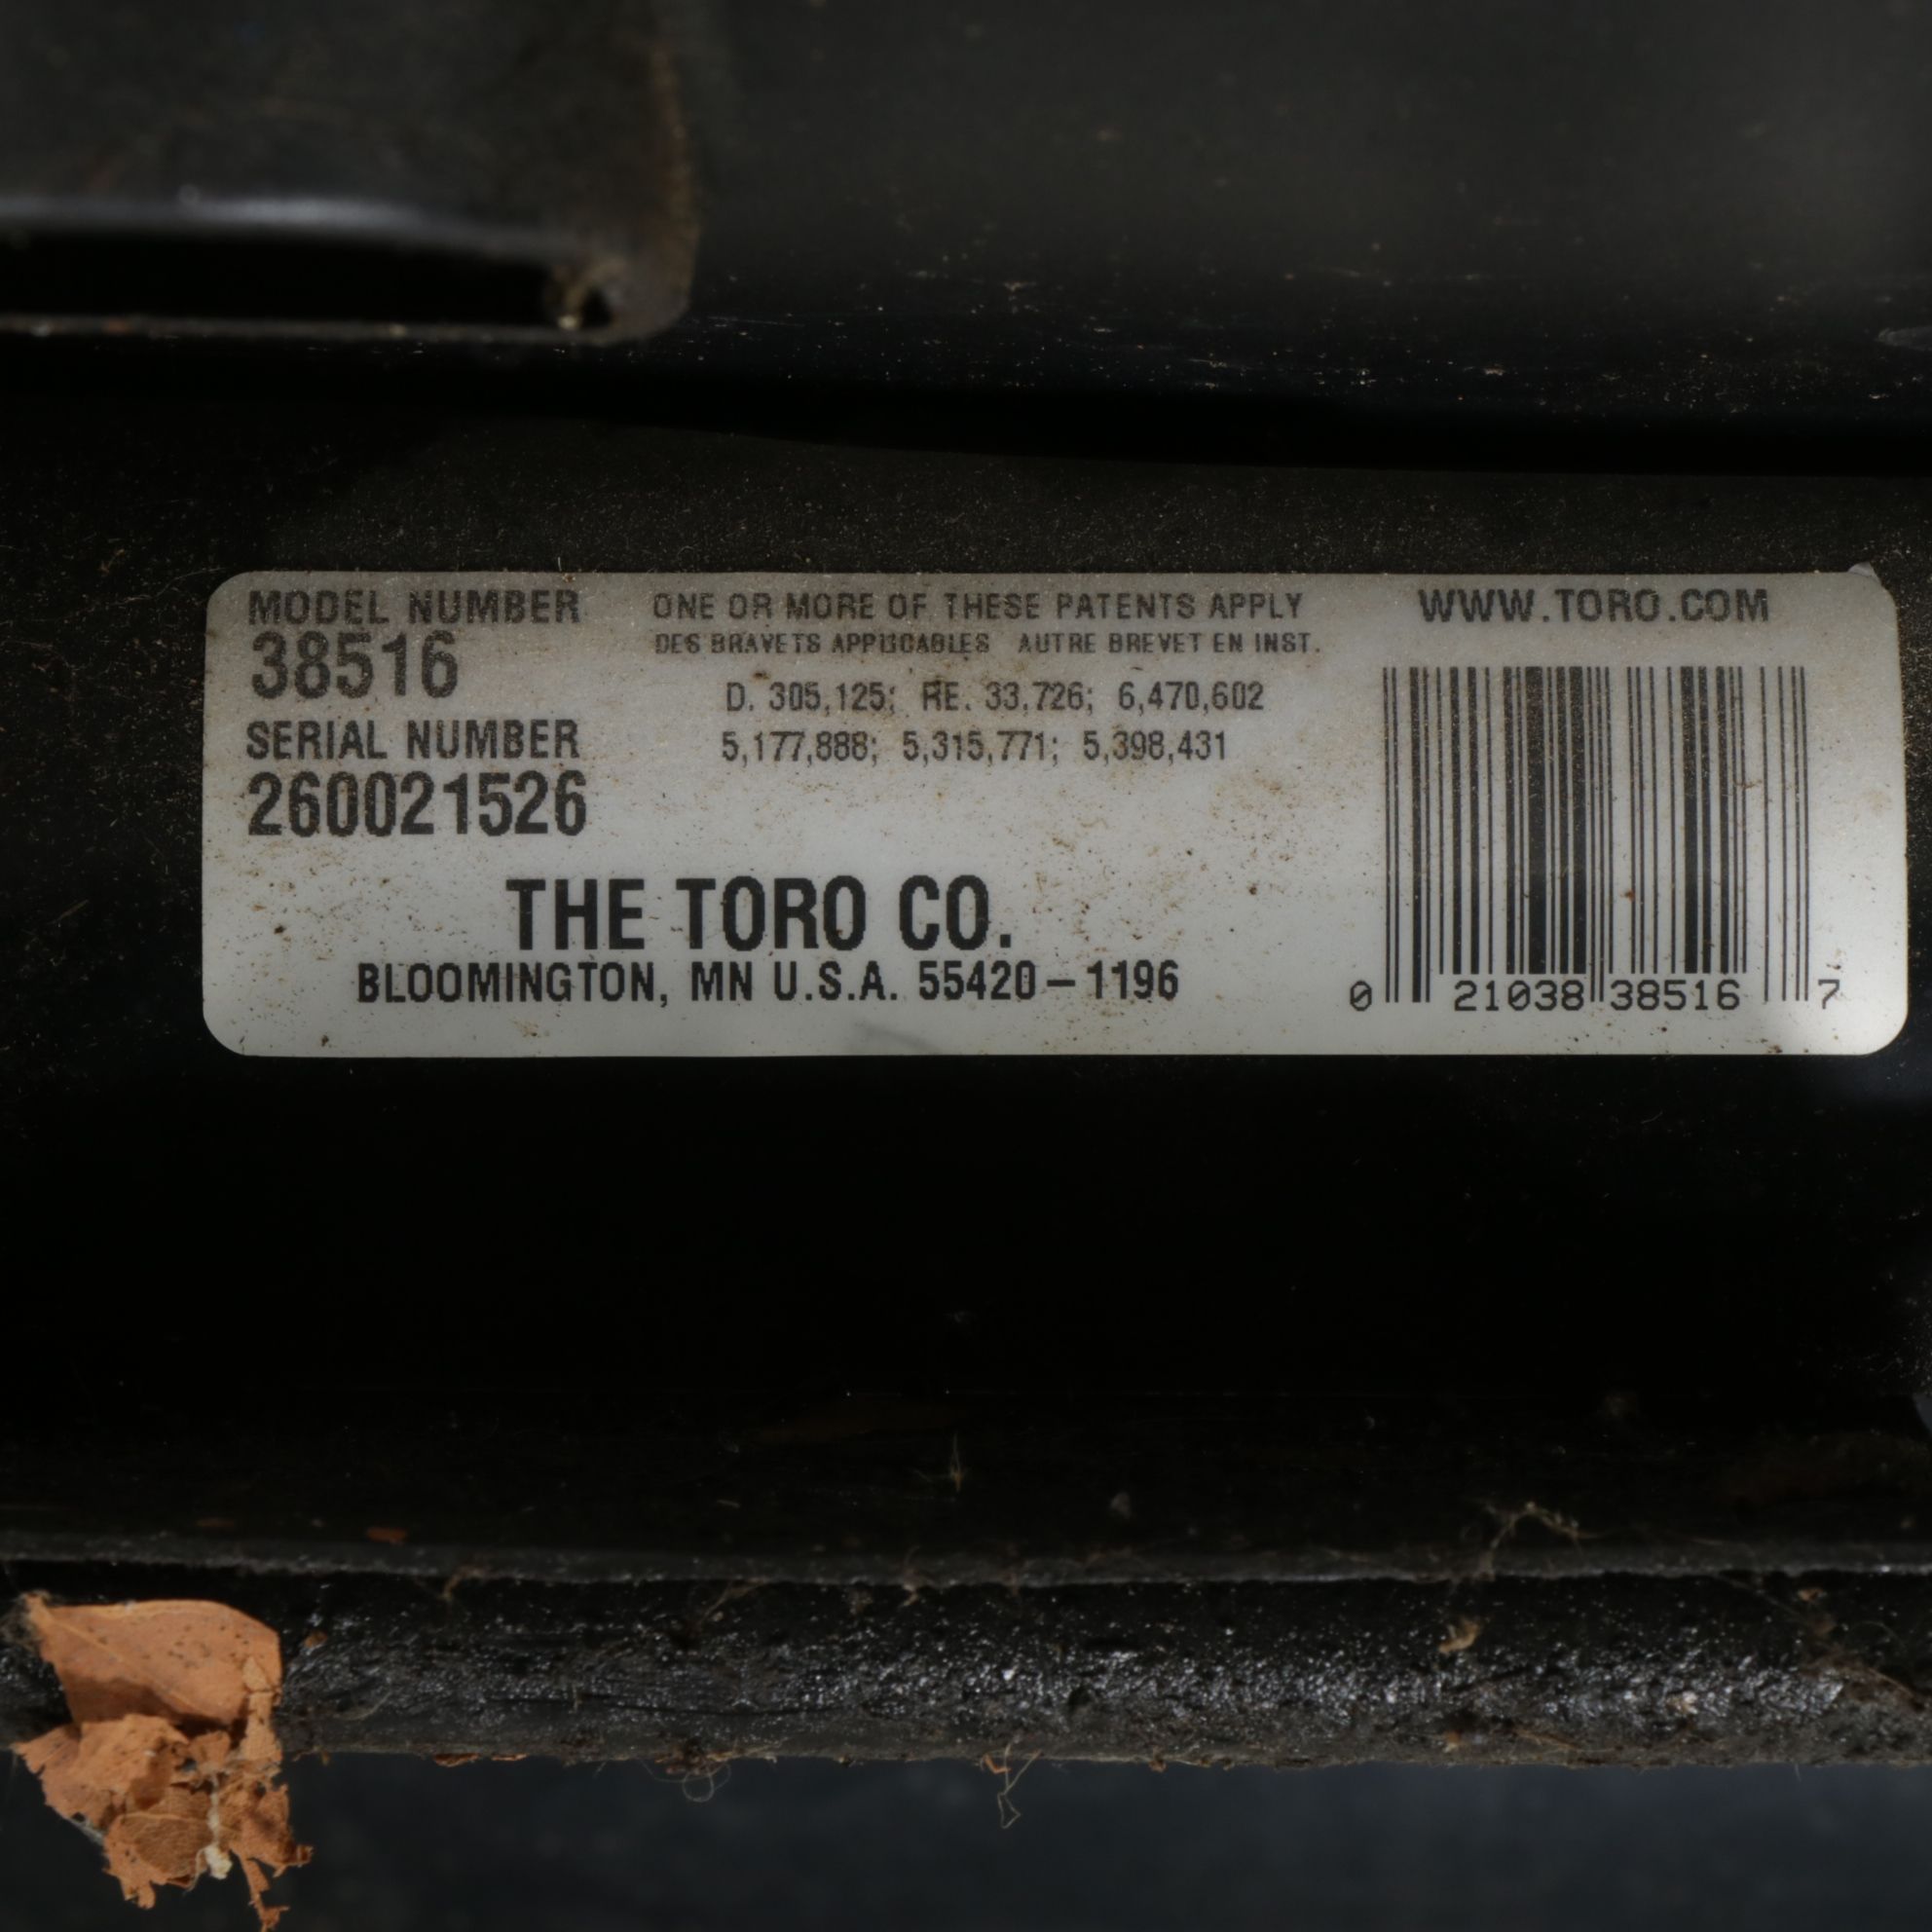 MODEL NUMBER
38516
SERIAL NUMBER
260021526
ONE OR MORE OF THESE PATENTS APPLY
DES BRAVETS APPLICABLES AUTRE BREVET EN INST.
D. 305,125; RE. 33,726; 6,470,602
5,177,888; 5,315,771; 5,398,431
THE TORO CO.
BLOOMINGTON, MN U.S.A. 55420-1196
WWW.TORO.COM
0 21038 38516 7